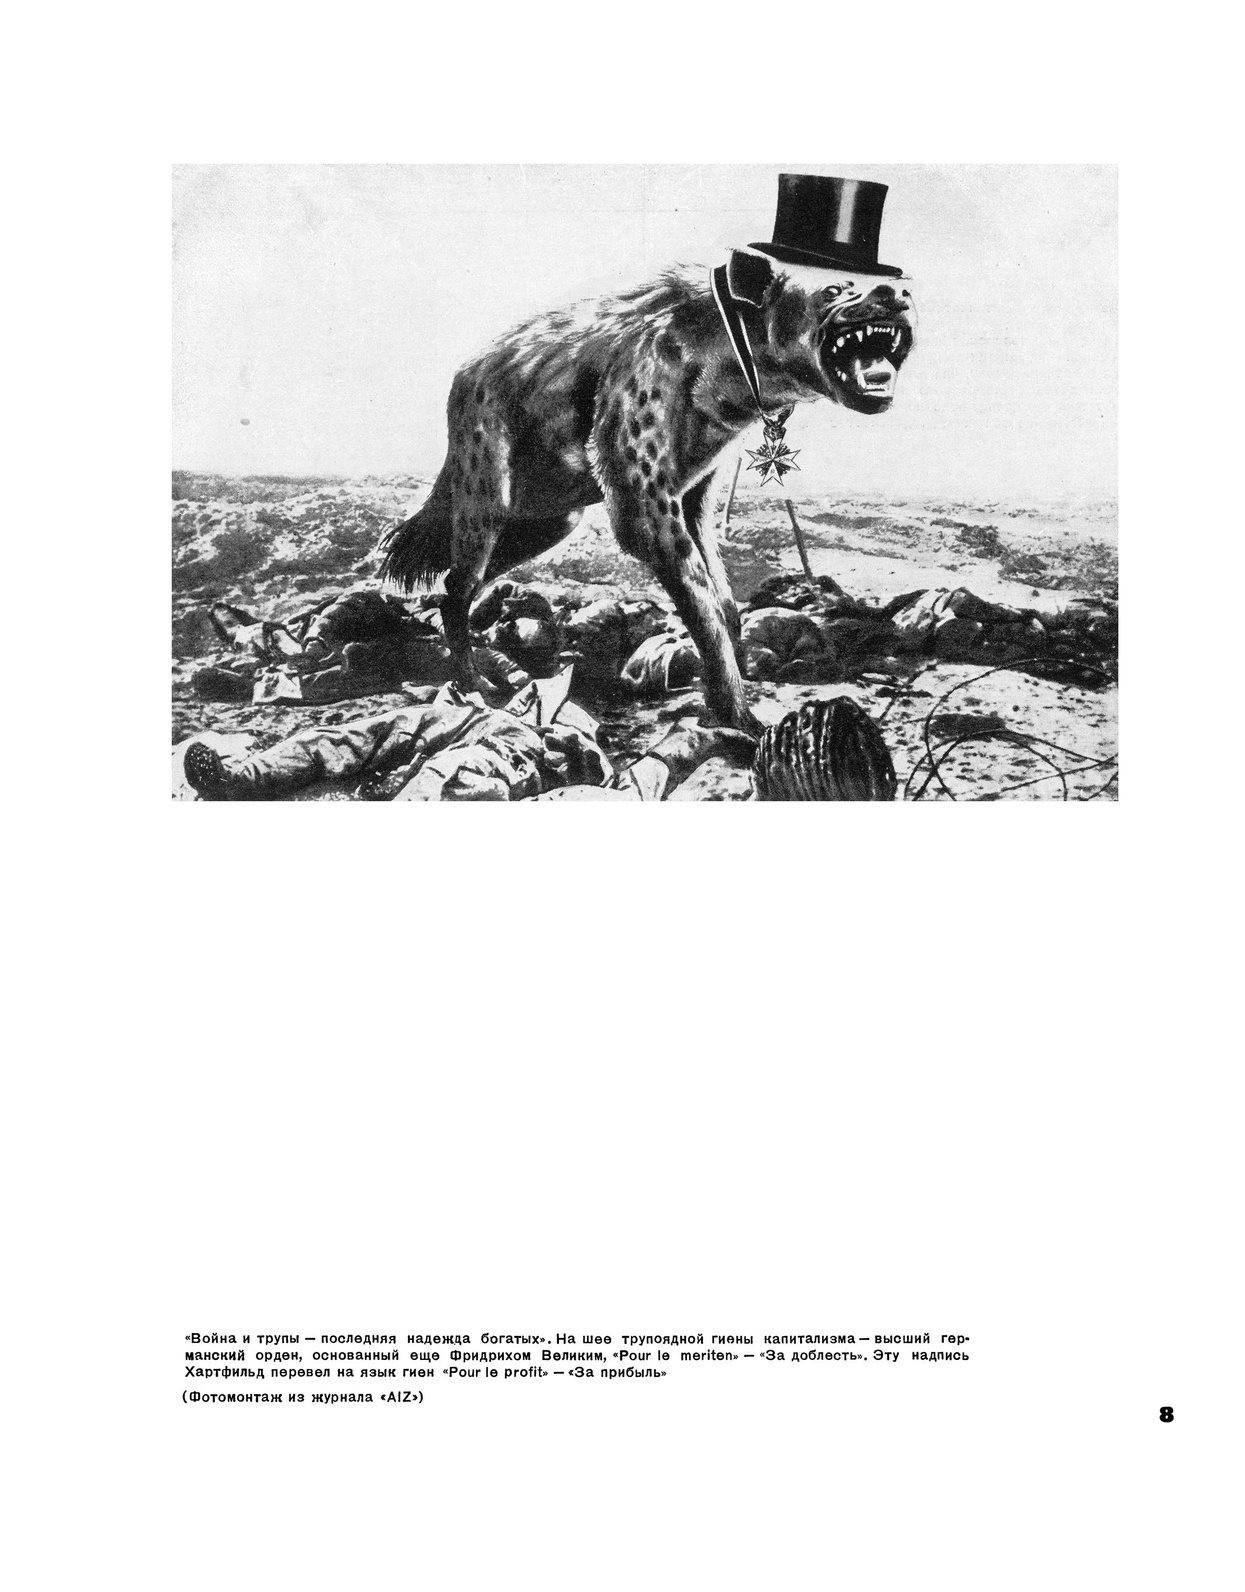 «Война и трупы — последняя надежда богатых». На шее трупоядной гиены капитализма — высший гер-
манский орден, основанный еще Фридрихом Великим, «Pour le meriten» — «За доблесть». Эту надпись
Хартфильд перевел на язык гиен «Pour le profit» — «За прибыль»
(Фотомонтаж из журнала «AIZ»)
8